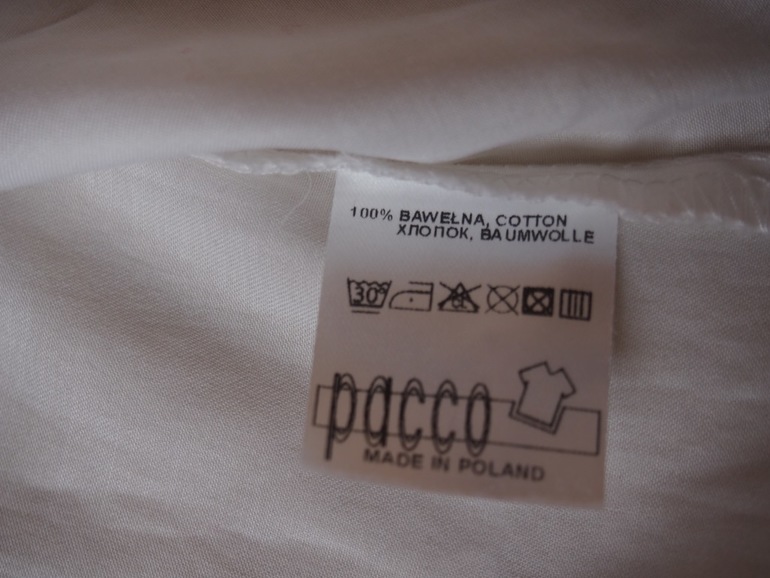 100% BAWEŁNA, COTTON
ХЛОПОК, BAUMWOLLE
30°
pacco
MADE IN POLAND